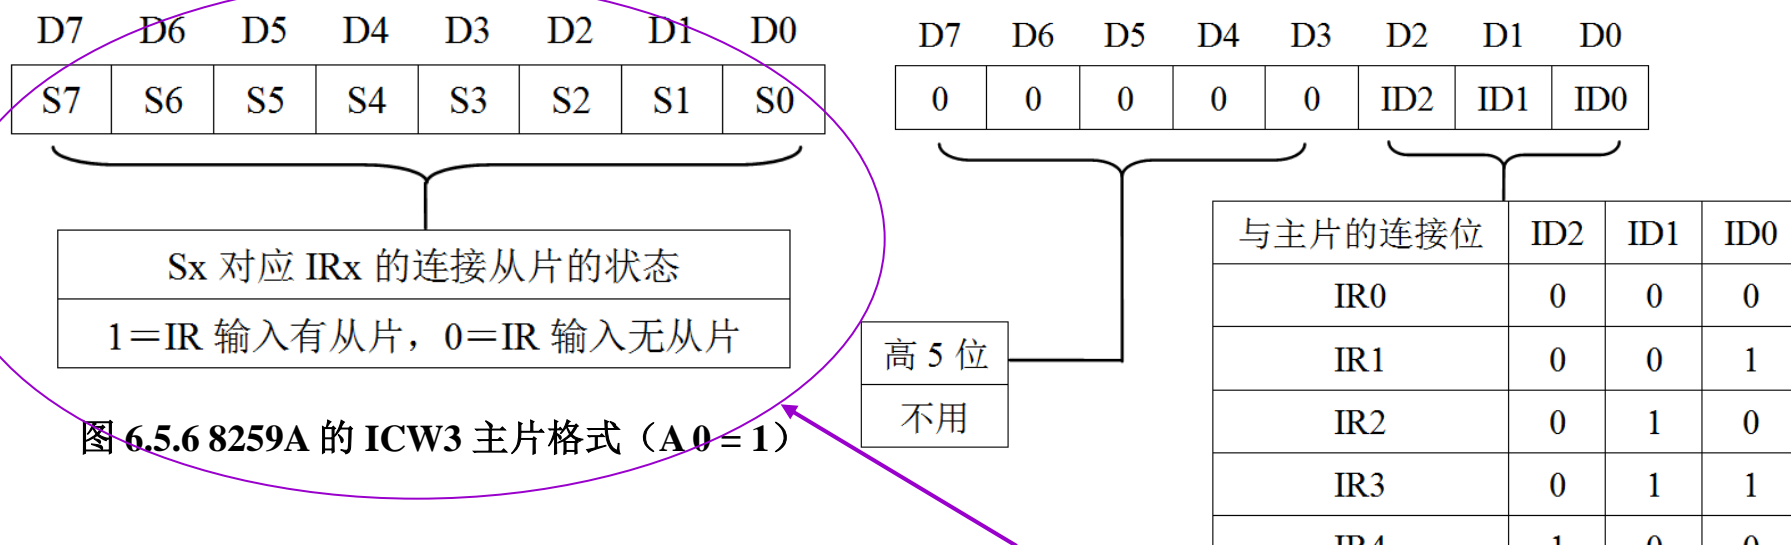 D7 D6 D5 D4 D3 D2 D1 D0
S7 S6 S5 S4 S3 S2 S1 S0
Sx 对应 IRx 的连接从片的状态
1＝IR 输入有从片，0＝IR 输入无从片
图 6.5.6 8259A 的 ICW3 主片格式（A 0 = 1）
D7 D6 D5 D4 D3 D2 D1 D0
0 0 0 0 0 ID2 ID1 ID0
高 5 位
不用
与主片的连接位 ID2 ID1 ID0
IR0 0 0 0
IR1 0 0 1
IR2 0 1 0
IR3 0 1 1
IR4 1 0 0